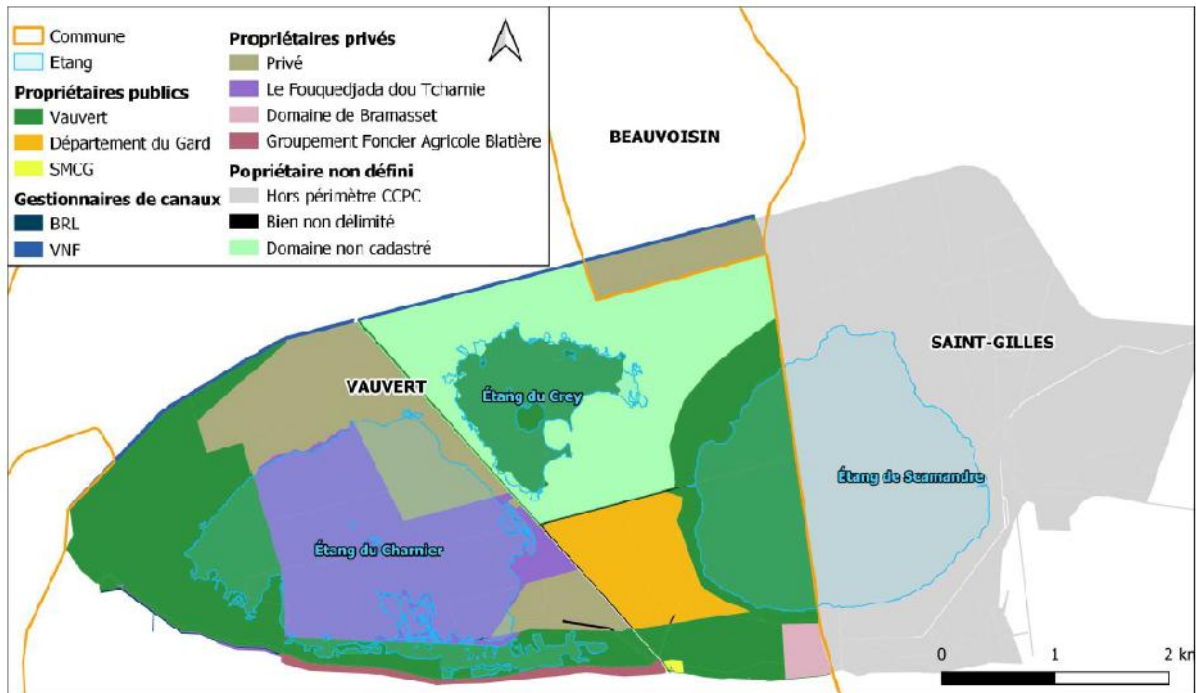 Commune
Etang
Propriétaires publics
Vauvert
Département du Gard
SMCG
Gestionnaires de canaux
BRL
VNF
Propriétaires privés
Privé
Le Fouquedjada dou Tcharnie
Domaine de Bramasset
Groupement Foncier Agricole Blatière
Popriétaire non défini
Hors périmètre CCPC
Bien non delimité
Domaine non cadastré
BEAUVOISIN
SAINT-GILLES
VAUVERT
Étang du Crey
Étang de Scamandre
Étang du Charnier
0 1 2 km